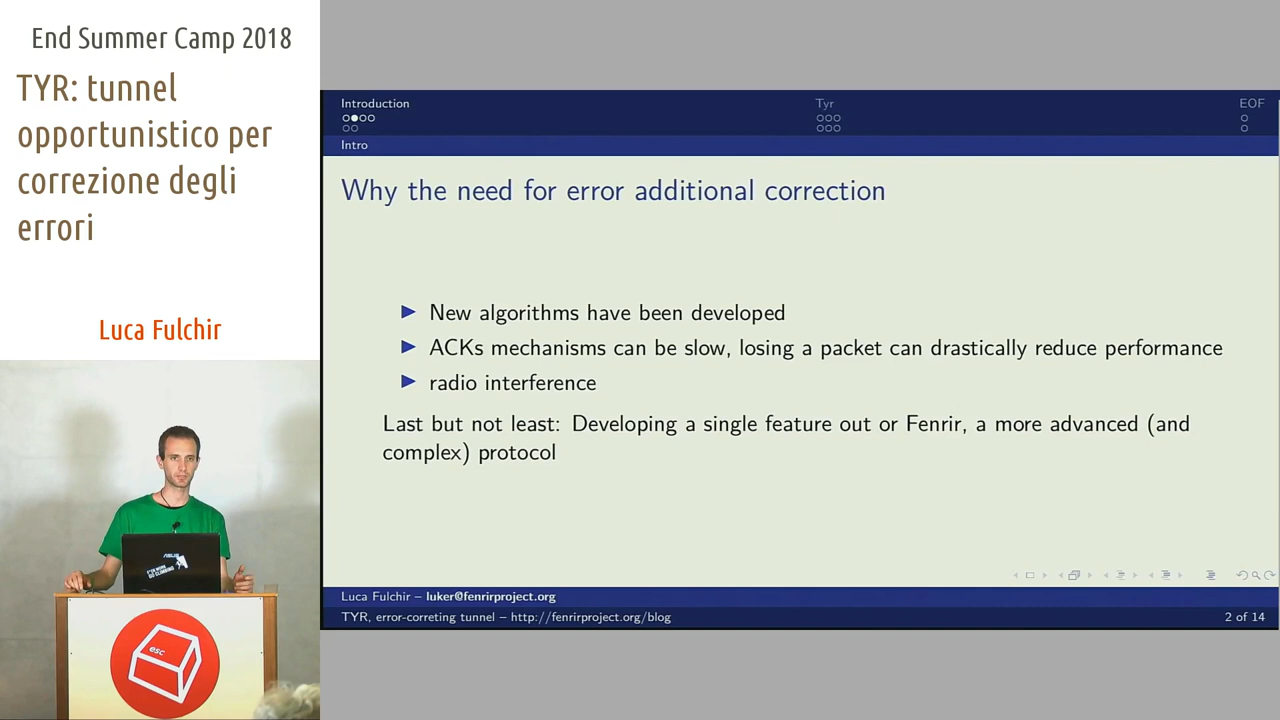 End Summer Camp 2018
TYR: tunnel
opportunistico per
correzione degli
errori
Luca Fulchir
esc
Introduction
Tyr
EOF
Intro
Why the need for error additional correction
New algorithms have been developed
ACKs mechanisms can be slow, losing a packet can drastically reduce performance
radio interference
Last but not least: Developing a single feature out or Fenrir, a more advanced (and
complex) protocol
Luca Fulchir – luker@fenrirproject.org
TYR, error-correting tunnel – http://fenrirproject.org/blog
2 of 14